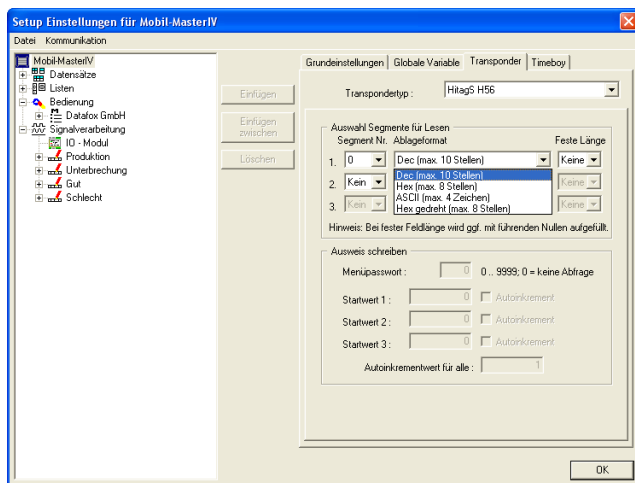 Setup Einstellungen für Mobil-MasterIV
Datei Kommunikation
Mobil-MasterIV
Datensätze
Listen
Bedienung
Datafox GmbH
Signalverarbeitung
IO - Modul
Produktion
Unterbrechung
Gut
Schlecht
Einfügen
Einfügen
zwischen
Löschen
Grundeinstellungen Globale Variable Transponder Timeboy
Transpondertyp : HitagS H56
Auswahl Segmente für Lesen
Segment Nr. Ablageformat Feste Länge
1. 0 Dec (max. 10 Stellen) Keine
Dec (max. 10 Stellen)
2. Kein Hex (max. 8 Stellen) Keine
ASCII (max. 4 Zeichen)
3. Kein Hex gedreht (max. 8 Stellen) Keine
Hinweis: Bei fester Feldlänge wird ggf. mit führenden Nullen aufgefüllt.
Ausweis schreiben
Menüpasswort : 0 0 .. 9999; 0 = keine Abfrage
Startwert 1 : 0 Autoinkrement
Startwert 2 : 0 Autoinkrement
Startwert 3 : 0 Autoinkrement
Autoinkrementwert für alle : 1
OK